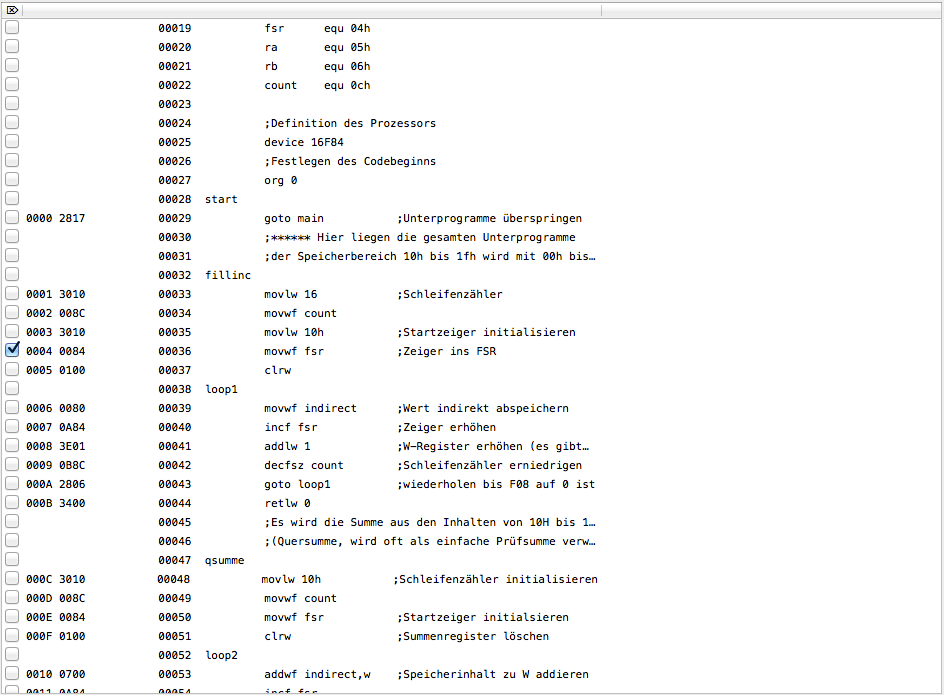 00019 fsr equ 04h
00020 ra equ 05h
00021 rb equ 06h
00022 count equ 0ch
00023
00024 ;Definition des Prozessors
00025 device 16F84
00026 ;Festlegen des Codebeginns
00027 org 0
00028 start
0000 2817 00029 goto main ;Unterprogramme überspringen
00030 ;****** Hier liegen die gesamten Unterprogramme
00031 ;der Speicherbereich 10h bis 1fh wird mit 00h bis…
00032 fillinc
0001 3010 00033 movlw 16 ;Schleifenzähler
0002 008C 00034 movwf count
0003 3010 00035 movlw 10h ;Startzeiger initialisieren
0004 0084 00036 movwf fsr ;Zeiger ins FSR
0005 0100 00037 clrw
00038 loop1
0006 0080 00039 movwf indirect ;Wert indirekt abspeichern
0007 0A84 00040 incf fsr ;Zeiger erhöhen
0008 3E01 00041 addlw 1 ;W-Register erhöhen (es gibt…
0009 0B8C 00042 decfsz count ;Schleifenzähler erniedrigen
000A 2806 00043 goto loop1 ;wiederholen bis F08 auf 0 ist
000B 3400 00044 retlw 0
00045 ;Es wird die Summe aus den Inhalten von 10H bis 1…
00046 ;(Quersumme, wird oft als einfache Prüfsumme verw…
00047 qsumme
000C 3010 00048 movlw 10h ;Schleifenzähler initialisieren
000D 008C 00049 movwf count
000E 0084 00050 movwf fsr ;Startzeiger initialsieren
000F 0100 00051 clrw ;Summenregister löschen
00052 loop2
0010 0700 00053 addwf indirect,w ;Speicherinhalt zu W addieren
0011 0A84 00054 incf fsr